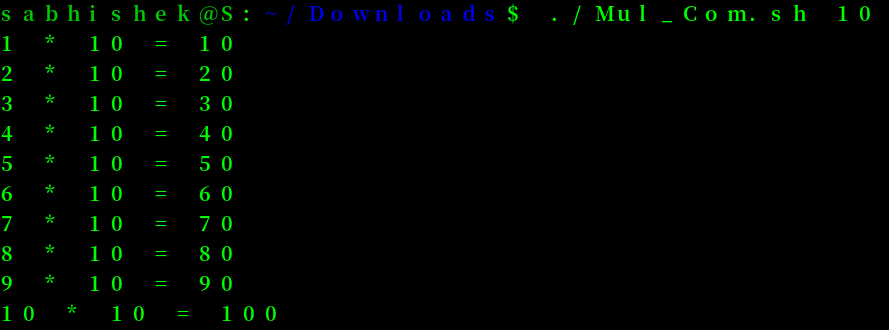 sabhishek@S:~/Downloads$ ./Mul_Com.sh 10
1 * 10 = 10
2 * 10 = 20
3 * 10 = 30
4 * 10 = 40
5 * 10 = 50
6 * 10 = 60
7 * 10 = 70
8 * 10 = 80
9 * 10 = 90
10 * 10 = 100